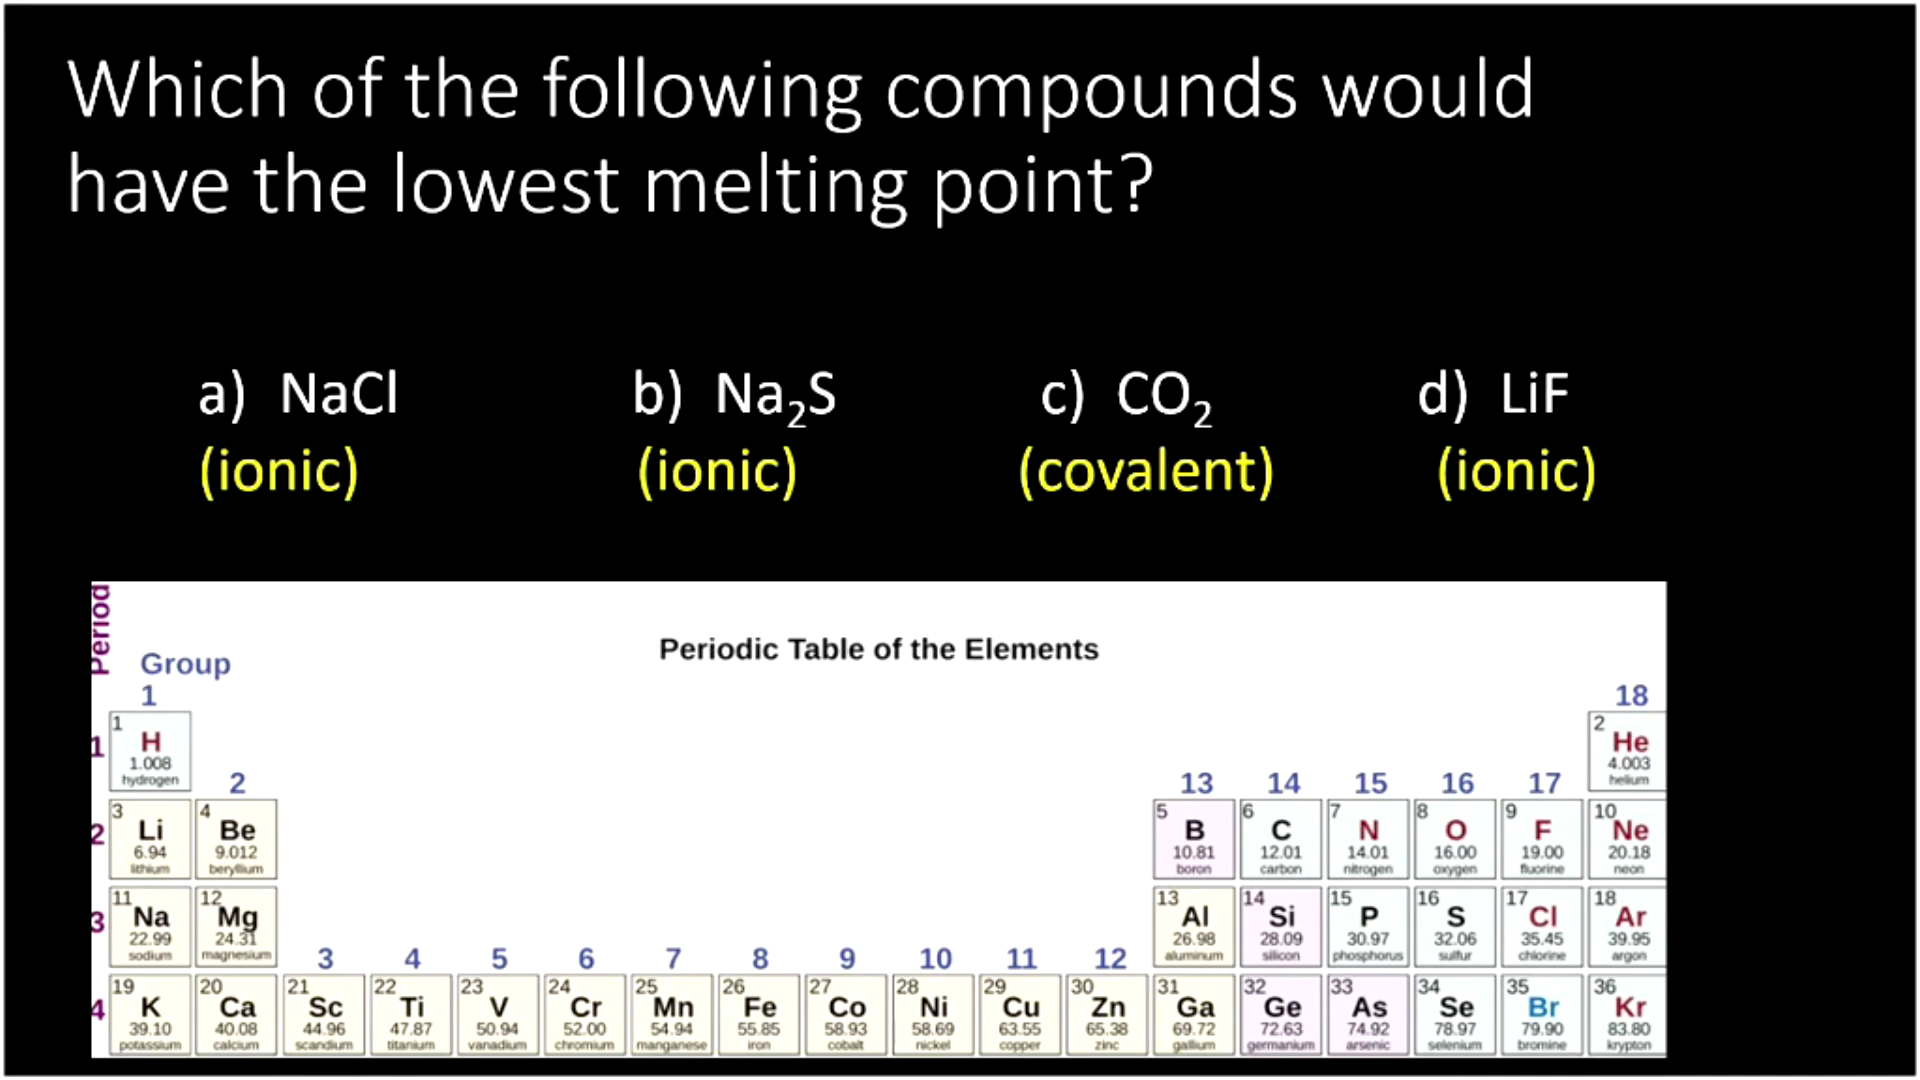 Which of the following compounds would
have the lowest melting point?
a) NaCl b) Na₂S c) CO₂ d) LiF
(ionic) (ionic) (covalent) (ionic)
Period
Periodic Table of the Elements
Group
1 18
1 2
1 H He
1.008 4.003
hydrogen helium
2 13 14 15 16 17
3 4 5 6 7 8 9 10
2 Li Be B C N O F Ne
6.94 9.012 10.81 12.01 14.01 16.00 19.00 20.18
lithium beryllium boron carbon nitrogen oxygen fluorine neon
11 12 13 14 15 16 17 18
3 Na Mg Al Si P S Cl Ar
22.99 24.31 26.98 28.09 30.97 32.06 35.45 39.95
sodium magnesium aluminum silicon phosphorus sulfur chlorine argon
3 4 5 6 7 8 9 10 11 12
19 20 21 22 23 24 25 26 27 28 29 30 31 32 33 34 35 36
4 K Ca Sc Ti V Cr Mn Fe Co Ni Cu Zn Ga Ge As Se Br Kr
39.10 40.08 44.96 47.87 50.94 52.00 54.94 55.85 58.93 58.69 63.55 65.38 69.72 72.63 74.92 78.97 79.90 83.80
potassium calcium scandium titanium vanadium chromium manganese iron cobalt nickel copper zinc gallium germanium arsenic selenium bromine krypton